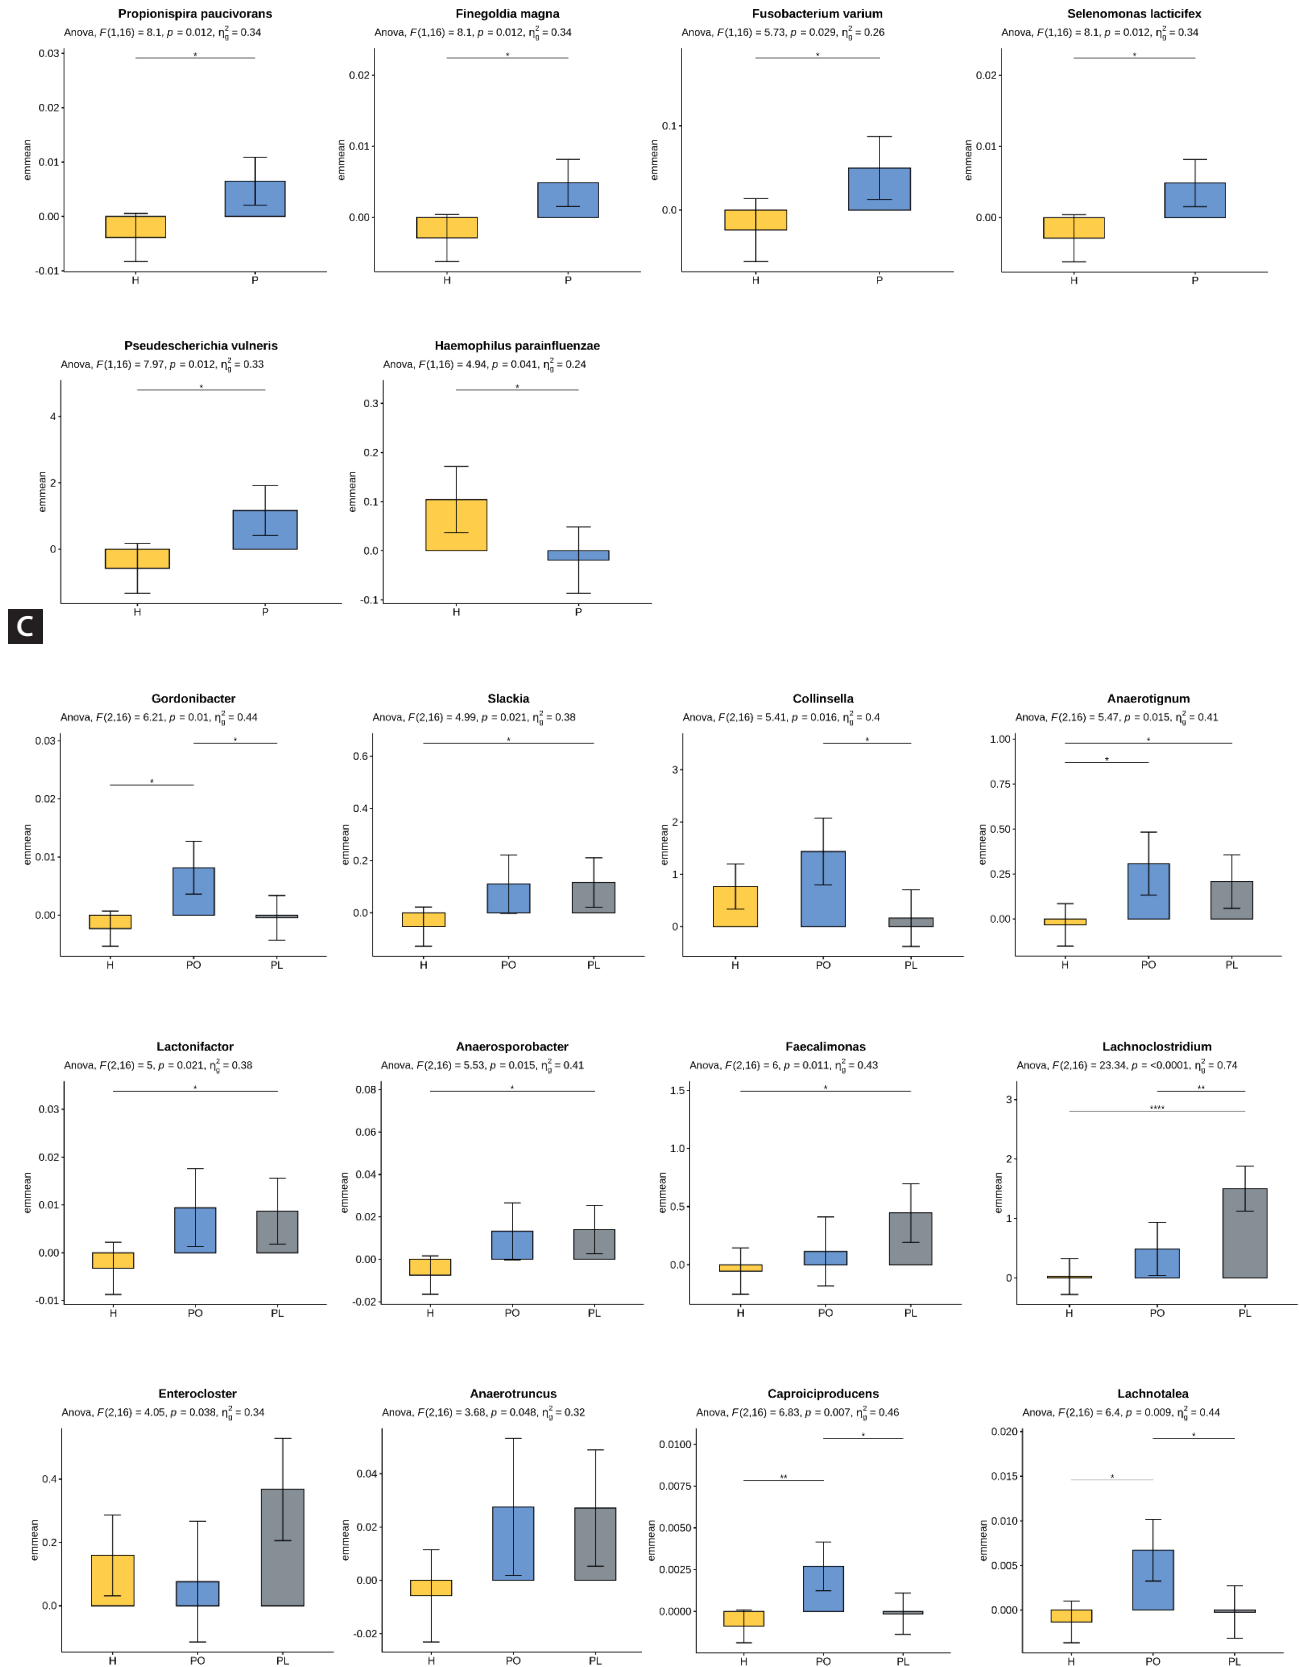 Propionispira paucivorans
Anova, F(1,16) = 8.1, p = 0.012, η²g = 0.34
*
0.03
0.02
0.01
0.00
-0.01
emmean
H
P
Finegoldia magna
Anova, F(1,16) = 8.1, p = 0.012, η²g = 0.34
*
0.02
0.01
0.00
emmean
H
P
Fusobacterium varium
Anova, F(1,16) = 5.73, p = 0.029, η²g = 0.26
*
0.1
0.0
emmean
H
P
Selenomonas lacticifex
Anova, F(1,16) = 8.1, p = 0.012, η²g = 0.34
*
0.02
0.01
0.00
emmean
H
P
Pseudescherichia vulneris
Anova, F(1,16) = 7.97, p = 0.012, η²g = 0.33
*
4
2
0
emmean
H
P
Haemophilus parainfluenzae
Anova, F(1,16) = 4.94, p = 0.041, η²g = 0.24
*
0.3
0.2
0.1
0.0
-0.1
emmean
H
P
C
Gordonibacter
Anova, F(2,16) = 6.21, p = 0.01, η²g = 0.44
*
*
0.03
0.02
0.01
0.00
emmean
H
PO
PL
Slackia
Anova, F(2,16) = 4.99, p = 0.021, η²g = 0.38
*
0.6
0.4
0.2
0.0
emmean
H
PO
PL
Collinsella
Anova, F(2,16) = 5.41, p = 0.016, η²g = 0.4
*
3
2
1
0
emmean
H
PO
PL
Anaerotignum
Anova, F(2,16) = 5.47, p = 0.015, η²g = 0.41
*
*
1.00
0.75
0.50
0.25
0.00
emmean
H
PO
PL
Lactonifactor
Anova, F(2,16) = 5, p = 0.021, η²g = 0.38
*
0.03
0.02
0.01
0.00
-0.01
emmean
H
PO
PL
Anaerosporobacter
Anova, F(2,16) = 5.53, p = 0.015, η²g = 0.41
*
0.08
0.06
0.04
0.02
0.00
-0.02
emmean
H
PO
PL
Faecalimonas
Anova, F(2,16) = 6, p = 0.011, η²g = 0.43
*
1.5
1.0
0.5
0.0
emmean
H
PO
PL
Lachnoclostridium
Anova, F(2,16) = 23.34, p = <0.0001, η²g = 0.74
**
****
3
2
1
0
emmean
H
PO
PL
Enterocloster
Anova, F(2,16) = 4.05, p = 0.038, η²g = 0.34
0.4
0.2
0.0
emmean
H
PO
PL
Anaerotruncus
Anova, F(2,16) = 3.68, p = 0.048, η²g = 0.32
0.04
0.02
0.00
-0.02
emmean
H
PO
PL
Caproiciproducens
Anova, F(2,16) = 6.83, p = 0.007, η²g = 0.46
*
**
0.0100
0.0075
0.0050
0.0025
0.0000
emmean
H
PO
PL
Lachnotalea
Anova, F(2,16) = 6.4, p = 0.009, η²g = 0.44
*
*
0.020
0.015
0.010
0.005
0.000
emmean
H
PO
PL